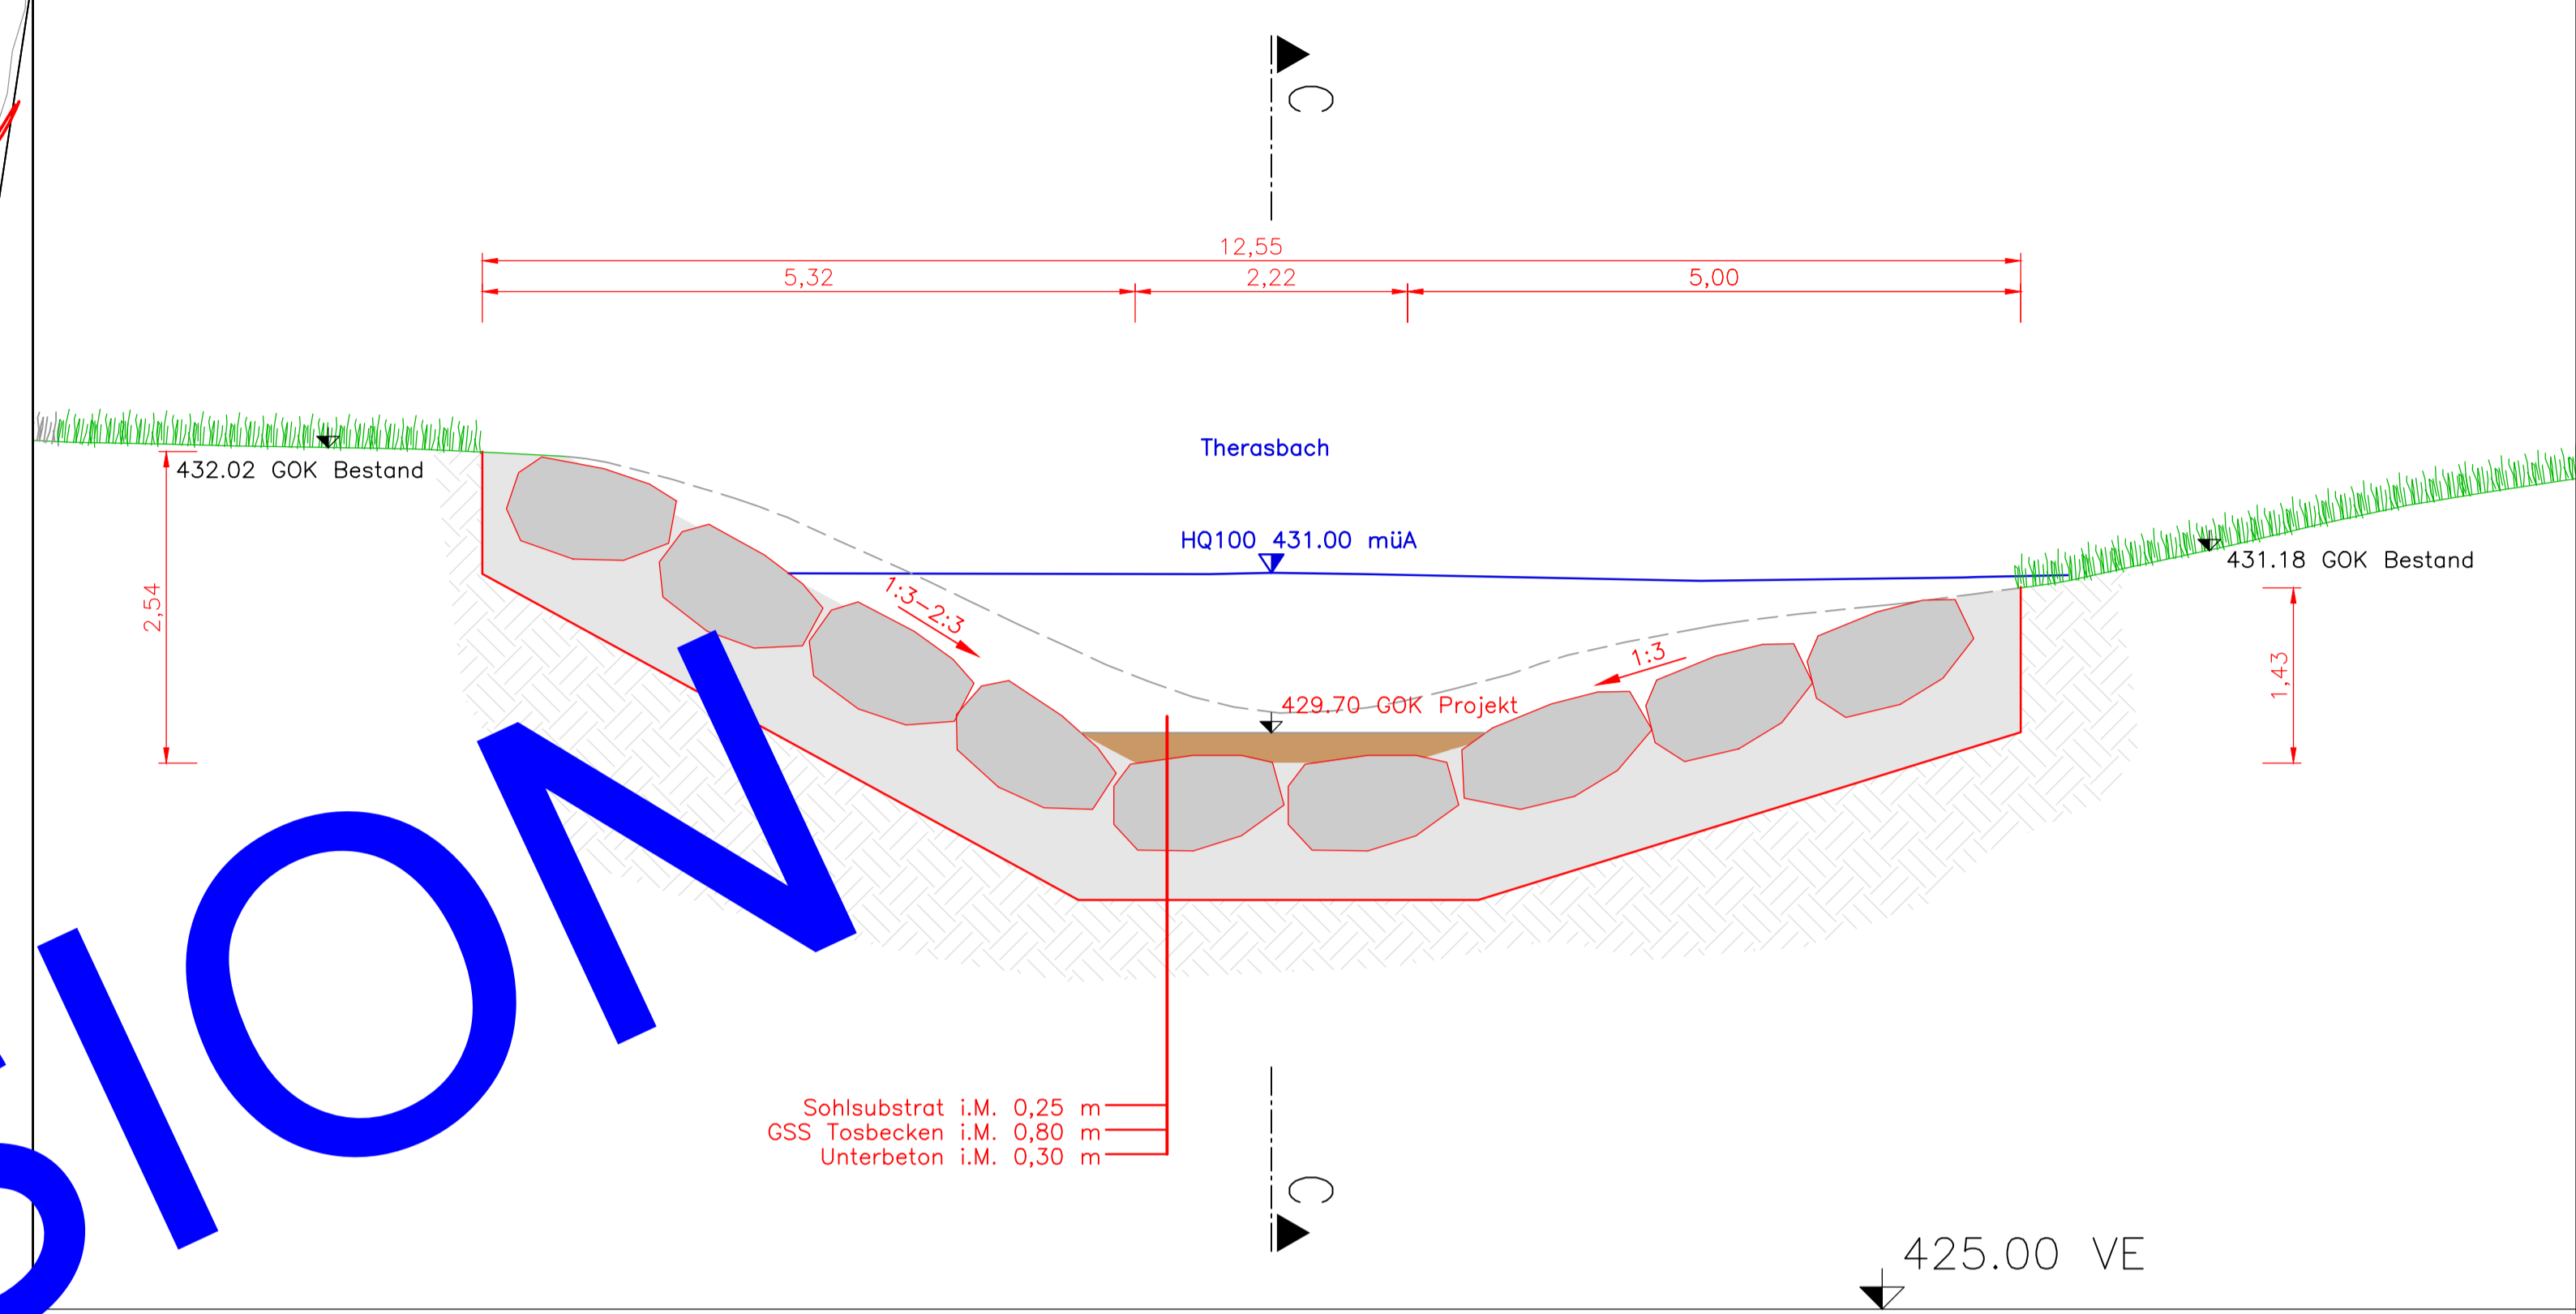 C
12,55
5,32
2,22
5,00
Therasbach
432.02 GOK Bestand
HQ100 431.00 müA
431.18 GOK Bestand
2,54
1:3-2:3
1:3
1,43
429.70 GOK Projekt
SION
Sohlsubstrat i.M. 0,25 m
GSS Tosbecken i.M. 0,80 m
Unterbeton i.M. 0,30 m
C
425.00 VE